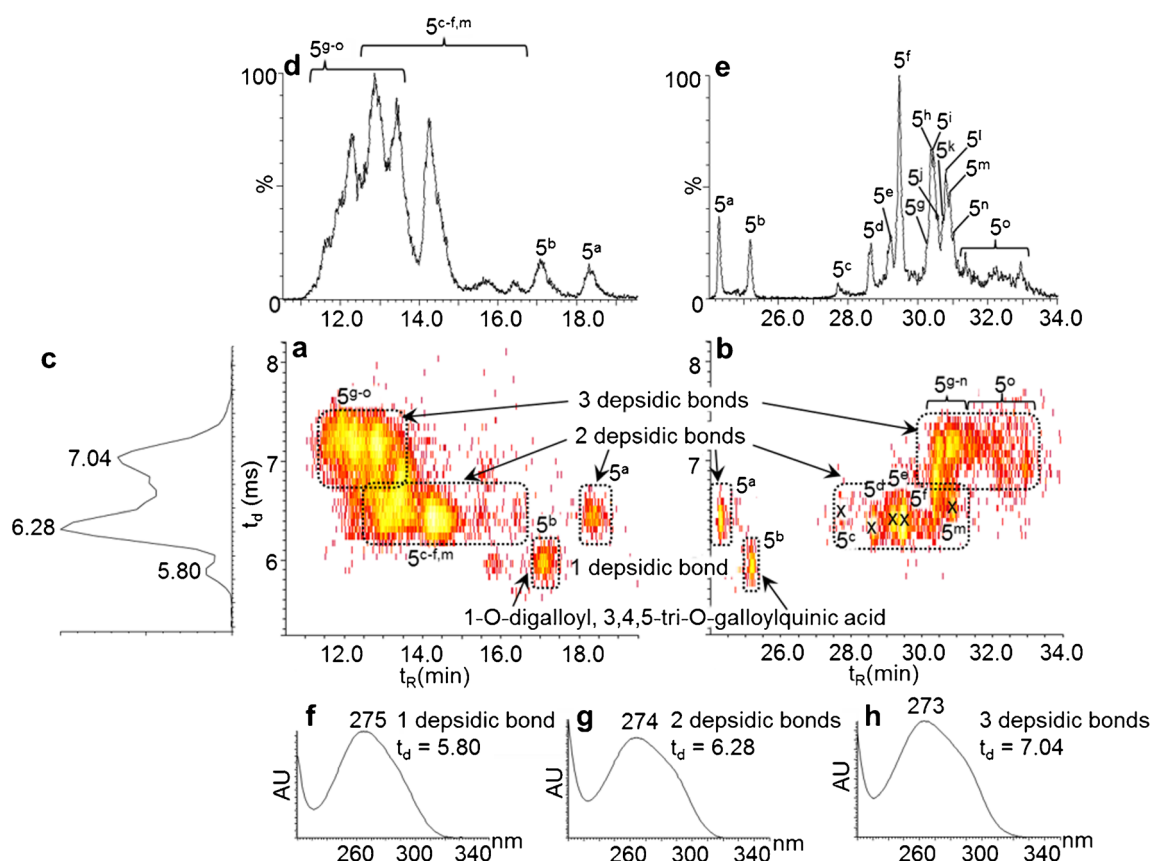 5g-o
5c-f,m
d
100
%
0
5b
5a
12.0 14.0 16.0 18.0
e
100
%
0
5a
5b
5c
5d
5e
5f
5g
5h
5i
5j
5k
5l
5m
5n
5o
26.0 28.0 30.0 32.0 34.0
c
7.04
6.28
5.80
a
8
7
6
td (ms)
5g-o
3 depsidic bonds
2 depsidic bonds
5a
5b
5c-f,m
1 depsidic bond
1-O-digalloyl, 3,4,5-tri-O-galloylquinic acid
12.0 14.0 16.0 18.0
tR(min)
b
8
7
6
5g-n
5o
5a
5b
5d
5e
5f
5c
5m
x
x
x
x
x
26.0 28.0 30.0 32.0 34.0
tR(min)
f
275 1 depsidic bond
td = 5.80
AU
260 300 340
nm
g
274 2 depsidic bonds
td = 6.28
AU
260 300 340
nm
h
273
3 depsidic bonds
td = 7.04
AU
260 300 340
nm